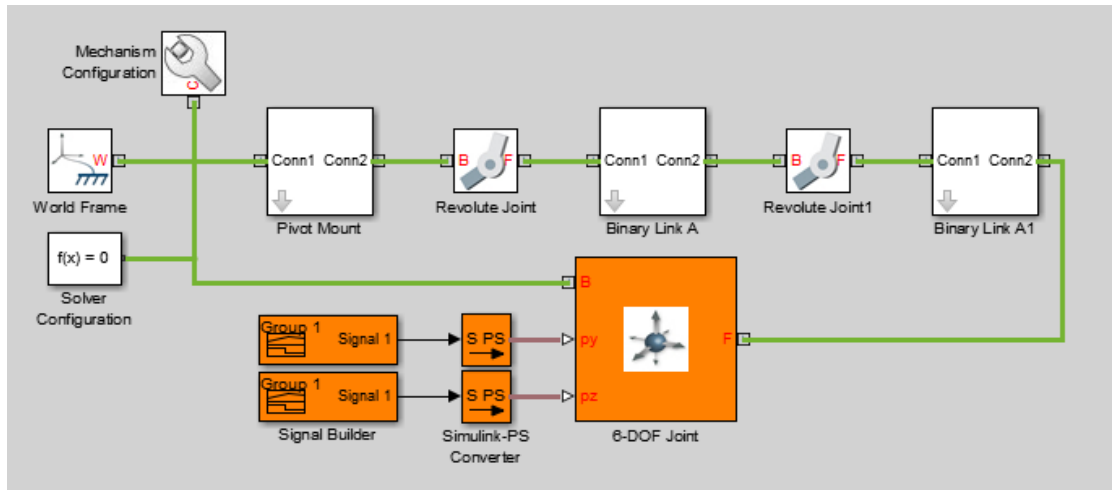 Mechanism
Configuration
C
W
World Frame
Conn1 Conn2
Pivot Mount
B F
Revolute Joint
Conn1 Conn2
Binary Link A
B F
Revolute Joint1
Conn1 Conn2
Binary Link A1
f(x) = 0
Solver
Configuration
B
Group 1
Signal 1
S PS
py
F
Group 1
Signal 1
S PS
pz
Signal Builder
Simulink-PS
Converter
6-DOF Joint